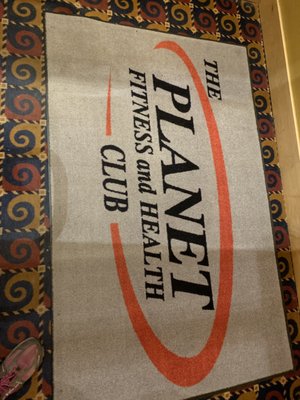 THE
PLANET
FITNESS and HEALTH
CLUB